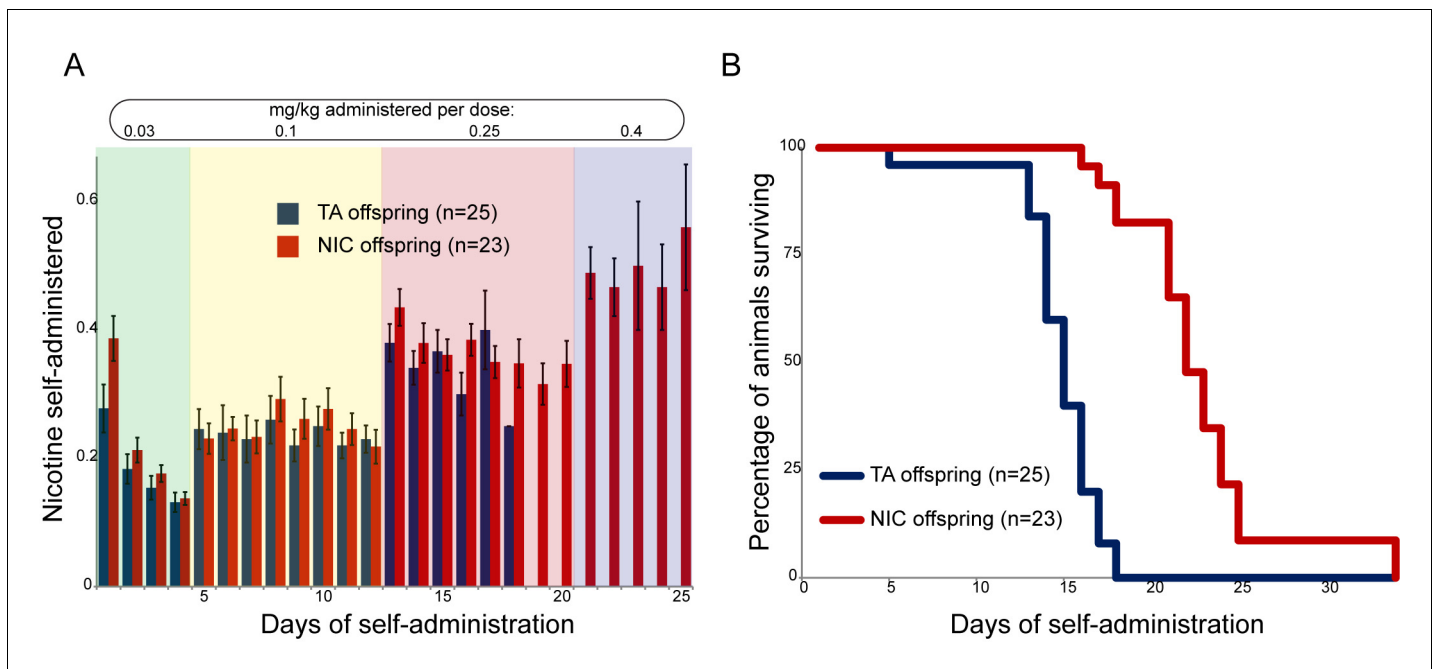 A
mg/kg administered per dose:
0.03 0.1 0.25 0.4
Nicotine self-administered
0.6
0.4
0.2
0
TA offspring (n=25)
NIC offspring (n=23)
5 10 15 20 25
Days of self-administration
B
Percentage of animals surviving
100
75
50
25
0
TA offspring (n=25)
NIC offspring (n=23)
0 5 10 15 20 25 30
Days of self-administration